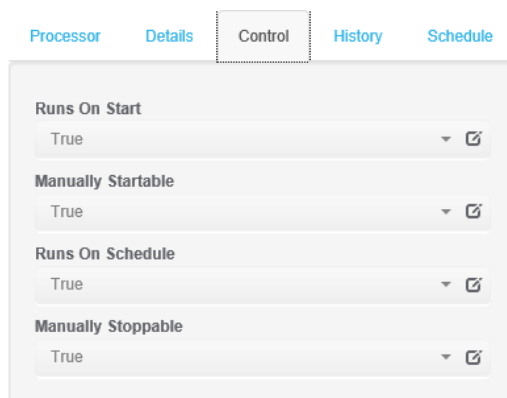 Processor Details Control History Schedule
Runs On Start
True
Manually Startable
True
Runs On Schedule
True
Manually Stoppable
True